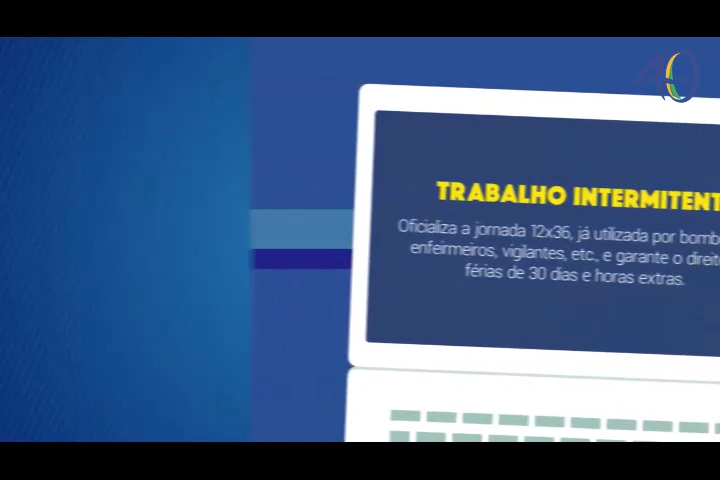 TRABALHO INTERMITENT
Oficializa a jornada 12x36, já utilizada por bomb
enfeirmeiros, vigilantes, etc., e garante o direit
férias de 30 dias e horas extras.